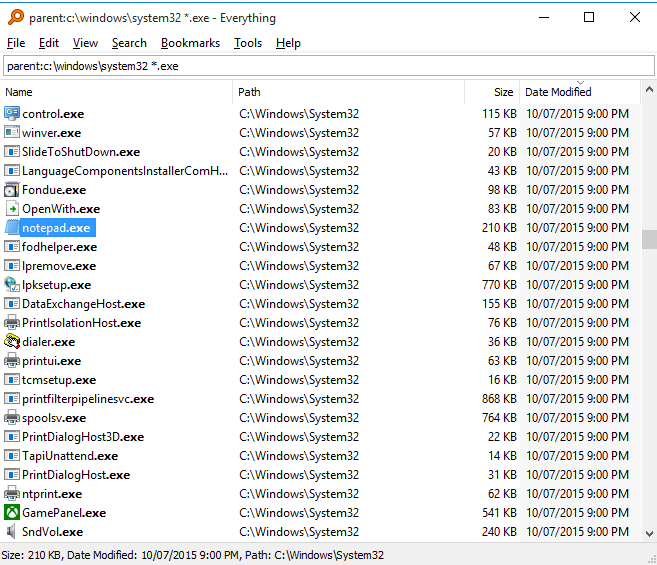 parent:c:\windows\system32 *.exe - Everything
File Edit View Search Bookmarks Tools Help
parent:c:\windows\system32 *.exe
Name Path Size Date Modified
control.exe C:\Windows\System32 115 KB 10/07/2015 9:00 PM
winver.exe C:\Windows\System32 57 KB 10/07/2015 9:00 PM
SlideToShutDown.exe C:\Windows\System32 20 KB 10/07/2015 9:00 PM
LanguageComponentsInstallerComH... C:\Windows\System32 43 KB 10/07/2015 9:00 PM
Fondue.exe C:\Windows\System32 98 KB 10/07/2015 9:00 PM
OpenWith.exe C:\Windows\System32 83 KB 10/07/2015 9:00 PM
notepad.exe C:\Windows\System32 210 KB 10/07/2015 9:00 PM
fodhelper.exe C:\Windows\System32 48 KB 10/07/2015 9:00 PM
lpremove.exe C:\Windows\System32 67 KB 10/07/2015 9:00 PM
lpksetup.exe C:\Windows\System32 770 KB 10/07/2015 9:00 PM
DataExchangeHost.exe C:\Windows\System32 155 KB 10/07/2015 9:00 PM
PrintIsolationHost.exe C:\Windows\System32 76 KB 10/07/2015 9:00 PM
dialer.exe C:\Windows\System32 36 KB 10/07/2015 9:00 PM
printui.exe C:\Windows\System32 63 KB 10/07/2015 9:00 PM
tcmsetup.exe C:\Windows\System32 16 KB 10/07/2015 9:00 PM
printfilterpipelinesvc.exe C:\Windows\System32 868 KB 10/07/2015 9:00 PM
spoolsv.exe C:\Windows\System32 764 KB 10/07/2015 9:00 PM
PrintDialogHost3D.exe C:\Windows\System32 22 KB 10/07/2015 9:00 PM
TapiUnattend.exe C:\Windows\System32 14 KB 10/07/2015 9:00 PM
PrintDialogHost.exe C:\Windows\System32 31 KB 10/07/2015 9:00 PM
ntprint.exe C:\Windows\System32 62 KB 10/07/2015 9:00 PM
GamePanel.exe C:\Windows\System32 541 KB 10/07/2015 9:00 PM
SndVol.exe C:\Windows\System32 240 KB 10/07/2015 9:00 PM
Size: 210 KB, Date Modified: 10/07/2015 9:00 PM, Path: C:\Windows\System32